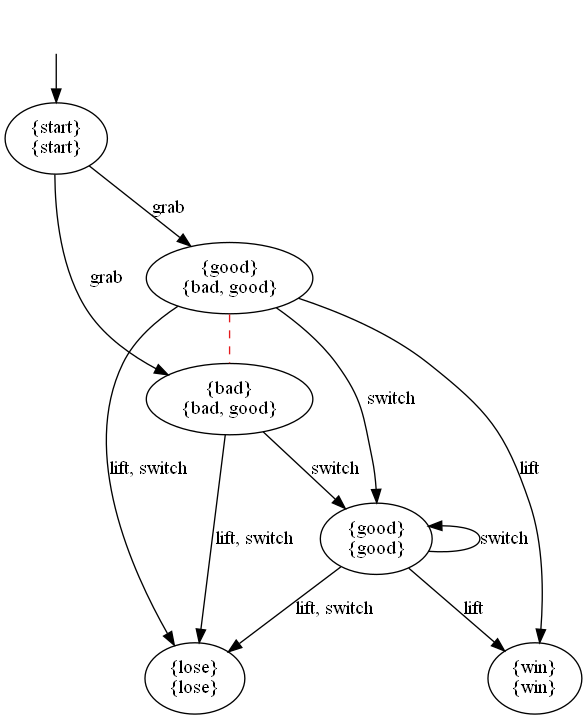 {start}
{start}
grab
grab
{good}
{bad, good}
{bad}
{bad, good}
switch
lift, switch
switch
lift
{good}
{good}
switch
lift, switch
lift, switch
lift
{lose}
{lose}
{win}
{win}